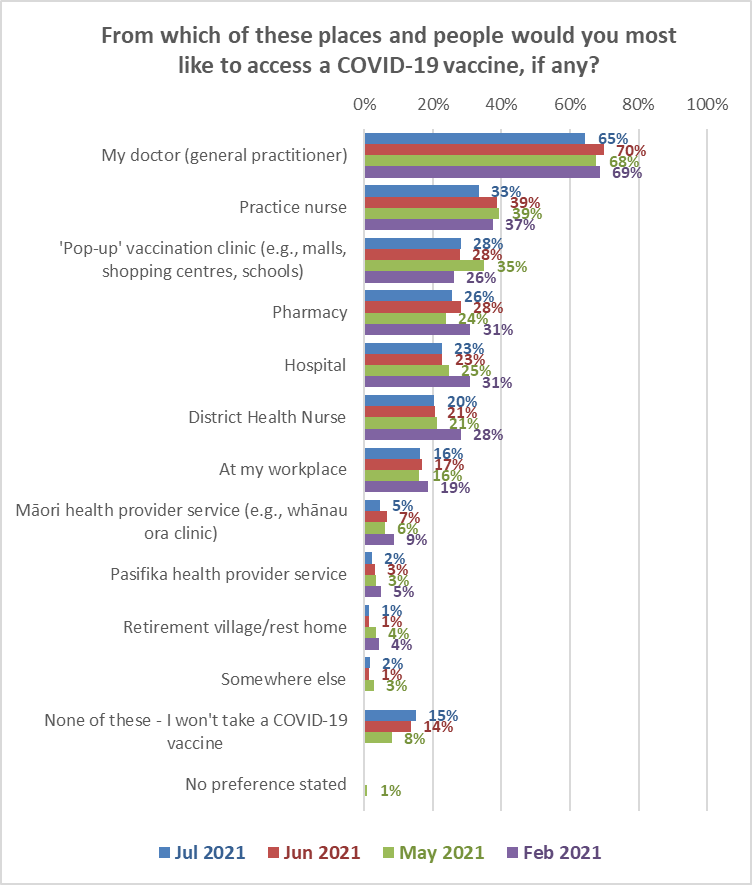 From which of these places and people would you most
like to access a COVID-19 vaccine, if any?
0% 20% 40% 60% 80% 100%
My doctor (general practitioner)
65%
70%
68%
69%
Practice nurse
33%
39%
39%
37%
'Pop-up' vaccination clinic (e.g., malls,
shopping centres, schools)
28%
28%
35%
26%
Pharmacy
26%
28%
24%
31%
Hospital
23%
23%
25%
31%
District Health Nurse
20%
21%
21%
28%
At my workplace
16%
17%
16%
19%
Māori health provider service (e.g., whānau
ora clinic)
5%
7%
6%
9%
Pasifika health provider service
2%
3%
3%
5%
Retirement village/rest home
1%
1%
4%
4%
Somewhere else
2%
1%
3%
None of these - I won't take a COVID-19
vaccine
15%
14%
8%
No preference stated
1%
Jul 2021 Jun 2021 May 2021 Feb 2021